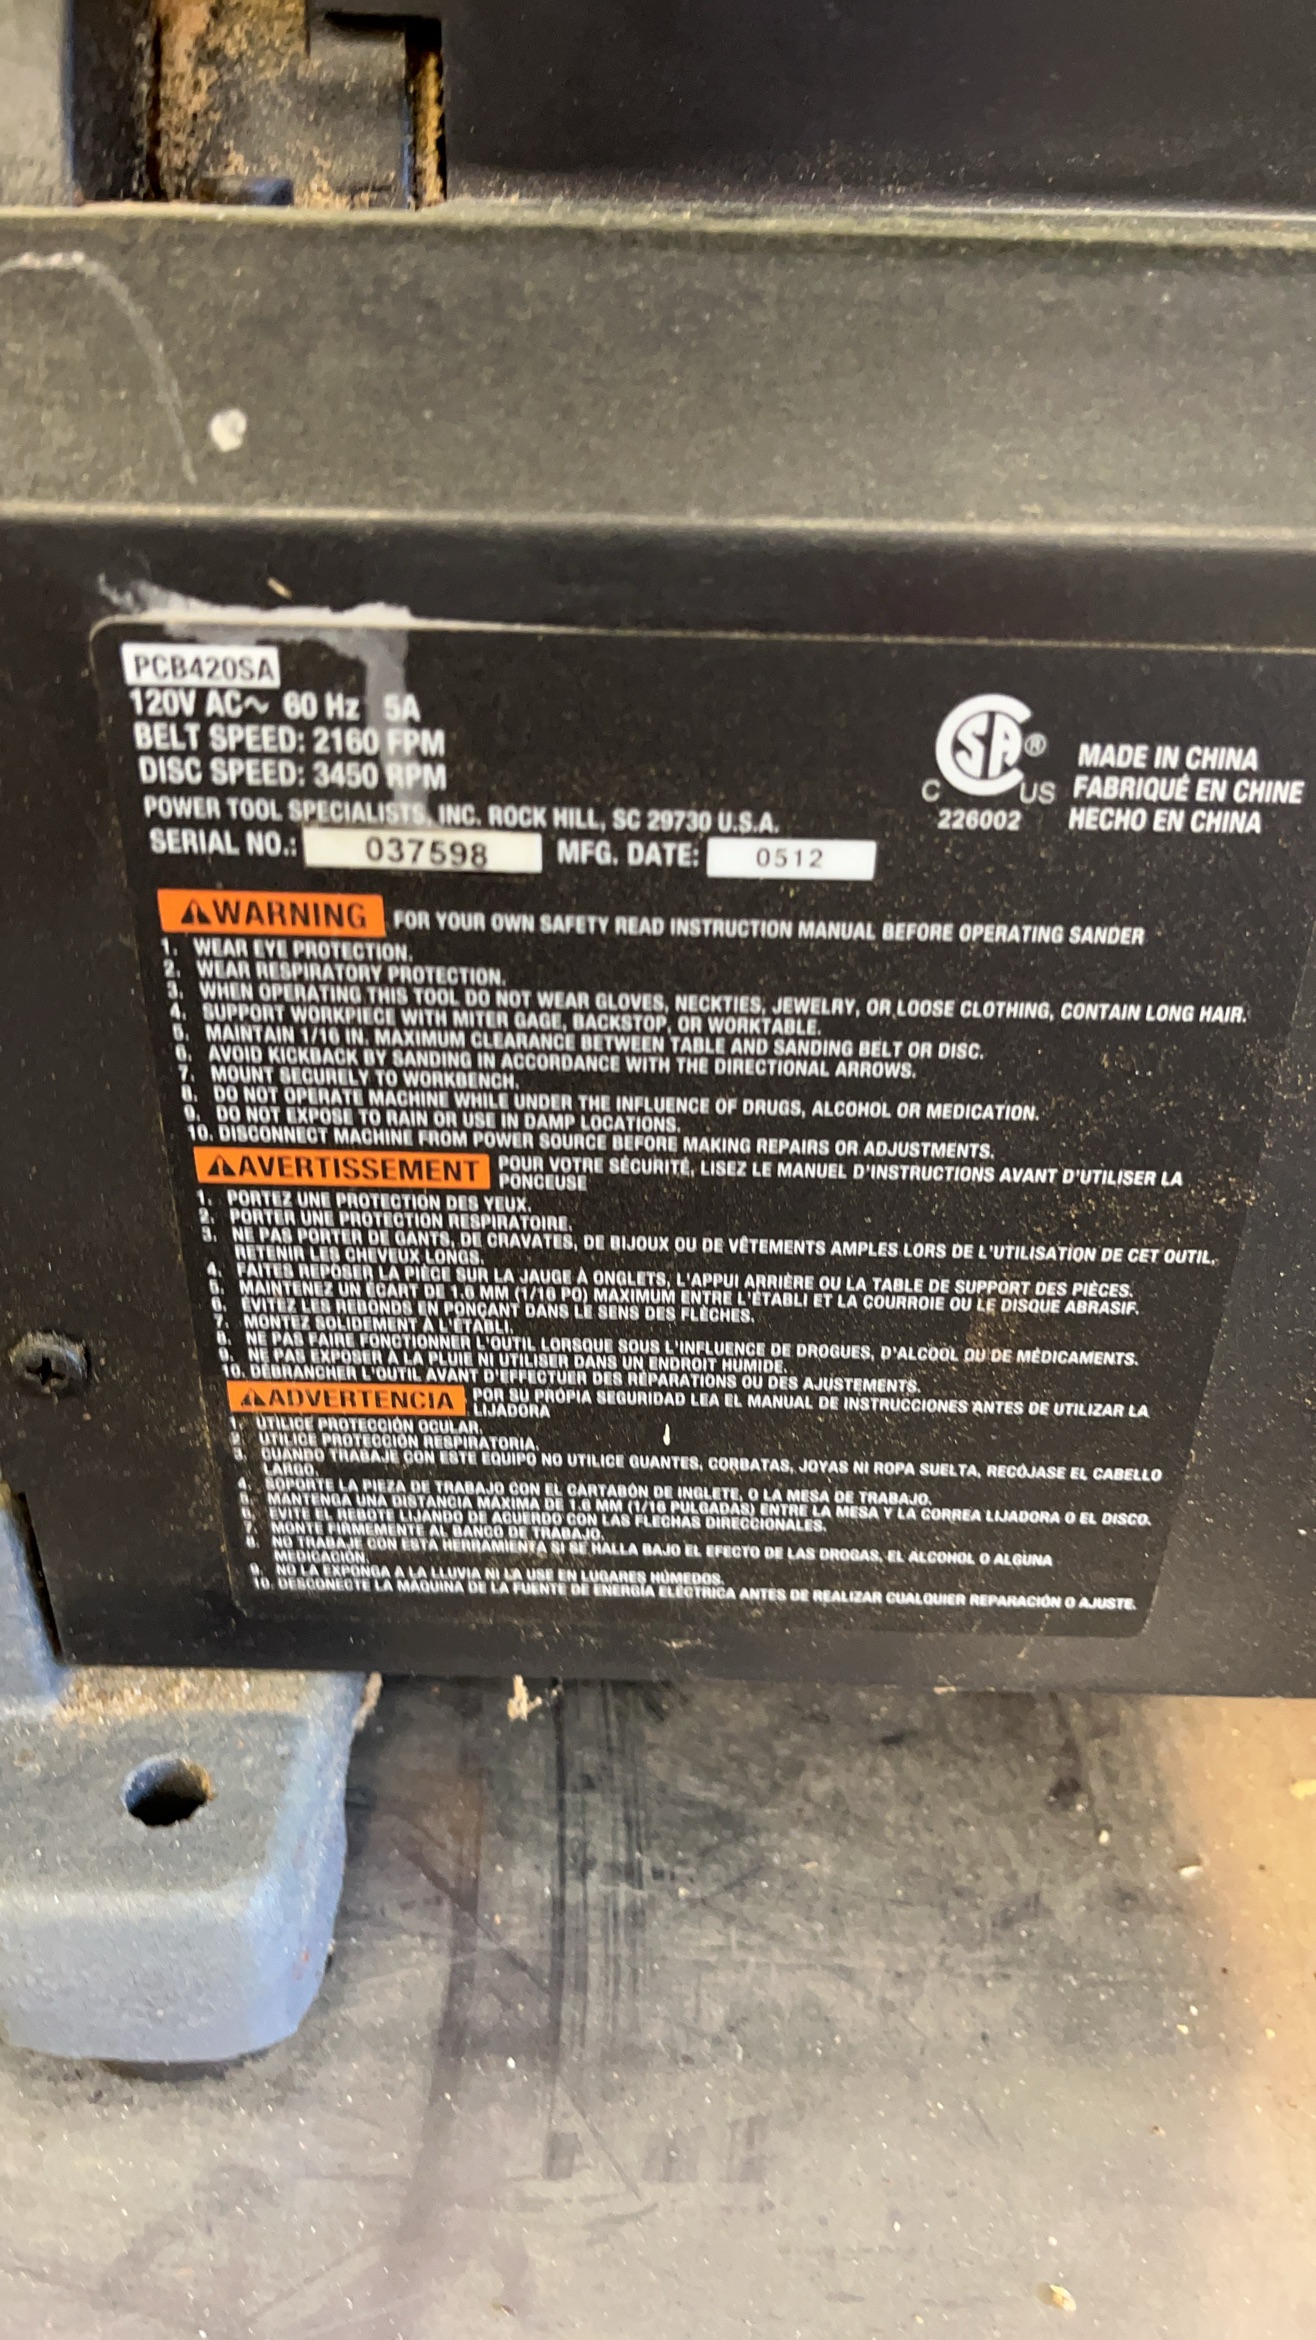 PCB420SA
120V AC~ 60 Hz 5A
BELT SPEED: 2160 FPM
DISC SPEED: 3450 RPM
POWER TOOL SPECIALISTS, INC. ROCK HILL, SC 29730 U.S.A.
SERIAL NO.: 037598 MFG. DATE: 0512
SA®
C US
226002
MADE IN CHINA
FABRIQUÉ EN CHINE
HECHO EN CHINA
⚠WARNING FOR YOUR OWN SAFETY READ INSTRUCTION MANUAL BEFORE OPERATING SANDER
1. WEAR EYE PROTECTION.
2. WEAR RESPIRATORY PROTECTION.
3. WHEN OPERATING THIS TOOL DO NOT WEAR GLOVES, NECKTIES, JEWELRY, OR LOOSE CLOTHING, CONTAIN LONG HAIR.
4. SUPPORT WORKPIECE WITH MITER GAGE, BACKSTOP, OR WORKTABLE.
5. MAINTAIN 1/16 IN. MAXIMUM CLEARANCE BETWEEN TABLE AND SANDING BELT OR DISC.
6. AVOID KICKBACK BY SANDING IN ACCORDANCE WITH THE DIRECTIONAL ARROWS.
7. MOUNT SECURELY TO WORKBENCH.
8. DO NOT OPERATE MACHINE WHILE UNDER THE INFLUENCE OF DRUGS, ALCOHOL OR MEDICATION.
9. DO NOT EXPOSE TO RAIN OR USE IN DAMP LOCATIONS.
10. DISCONNECT MACHINE FROM POWER SOURCE BEFORE MAKING REPAIRS OR ADJUSTMENTS.
⚠AVERTISSEMENT POUR VOTRE SÉCURITÉ, LISEZ LE MANUEL D'INSTRUCTIONS AVANT D'UTILISER LA
PONCEUSE
1. PORTEZ UNE PROTECTION DES YEUX.
2. PORTER UNE PROTECTION RESPIRATOIRE.
3. NE PAS PORTER DE GANTS, DE CRAVATES, DE BIJOUX OU DE VÊTEMENTS AMPLES LORS DE L'UTILISATION DE CET OUTIL,
RETENIR LES CHEVEUX LONGS.
4. FAITES REPOSER LA PIÈCE SUR LA JAUGE À ONGLETS, L'APPUI ARRIÈRE OU LA TABLE DE SUPPORT DES PIÈCES.
5. MAINTENEZ UN ÉCART DE 1.6 MM (1/16 PO) MAXIMUM ENTRE L'ÉTABLI ET LA COURROIE OU LE DISQUE ABRASIF.
6. ÉVITEZ LES REBONDS EN PONÇANT DANS LE SENS DES FLÈCHES.
7. MONTEZ SOLIDEMENT À L'ÉTABLI.
8. NE PAS FAIRE FONCTIONNER L'OUTIL LORSQUE SOUS L'INFLUENCE DE DROGUES, D'ALCOOL OU DE MÉDICAMENTS.
9. NE PAS EXPOSER À LA PLUIE NI UTILISER DANS UN ENDROIT HUMIDE.
10. DÉBRANCHER L'OUTIL AVANT D'EFFECTUER DES RÉPARATIONS OU DES AJUSTEMENTS.
⚠ADVERTENCIA POR SU PROPIA SEGURIDAD LEA EL MANUAL DE INSTRUCCIONES ANTES DE UTILIZAR LA
LIJADORA
1. UTILICE PROTECCIÓN OCULAR.
2. UTILICE PROTECCIÓN RESPIRATORIA.
3. CUANDO TRABAJE CON ESTE EQUIPO NO UTILICE GUANTES, CORBATAS, JOYAS NI ROPA SUELTA, RECÓJASE EL CABELLO
LARGO.
4. SOPORTE LA PIEZA DE TRABAJO CON EL CARTABÓN DE INGLETE, O LA MESA DE TRABAJO.
5. MANTENGA UNA DISTANCIA MÁXIMA DE 1.6 MM (1/16 PULGADAS) ENTRE LA MESA Y LA CORREA LIJADORA O EL DISCO.
6. EVITE EL REBOTE LIJANDO DE ACUERDO CON LAS FLECHAS DIRECCIONALES.
7. MONTE FIRMEMENTE AL BANCO DE TRABAJO.
8. NO TRABAJE CON ESTA HERRAMIENTA SI SE HALLA BAJO EL EFECTO DE LAS DROGAS, EL ALCOHOL O ALGUNA
MEDICACIÓN.
9. NO LA EXPONGA A LA LLUVIA NI LA USE EN LUGARES HÚMEDOS.
10. DESCONECTE LA MÁQUINA DE LA FUENTE DE ENERGÍA ELÉCTRICA ANTES DE REALIZAR CUALQUIER REPARACIÓN O AJUSTE.